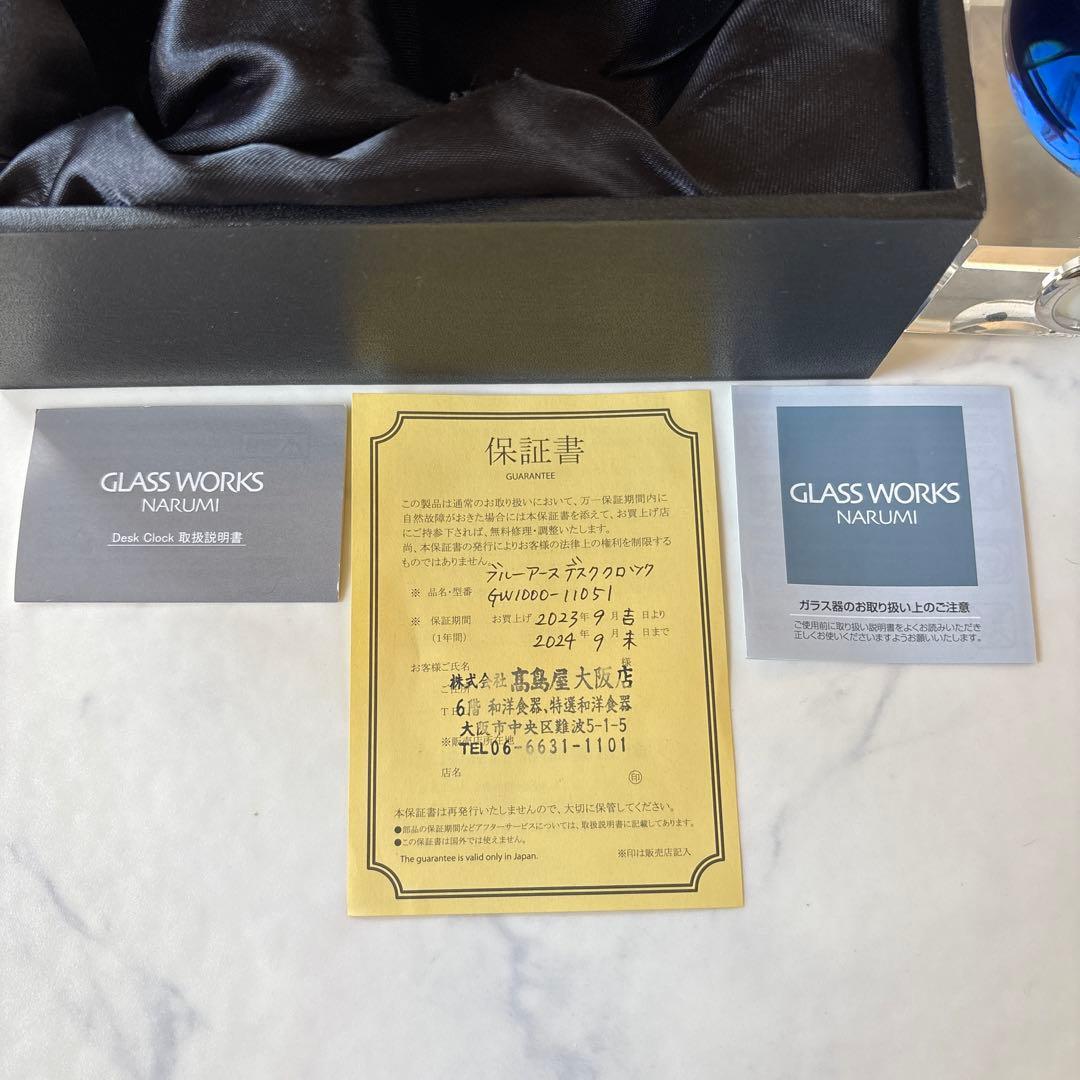 GLASS WORKS
NARUMI
Desk Clock 取扱説明書
保証書
GUARANTEE
この製品は通常のお取り扱いにおいて、万一保証期間内に
自然故障がおきた場合には本保証書を添えて、お買上げ店
にご持参下されば、無料修理・調整いたします。
尚、本保証書の発行によりお客様の法律上の権利を制限する
ものではありません。
ブルーアースデスククロック
※ 品名・型番 GW1000-11051
※ 保証期間 お買上げ 2023年 9月 吉日より
(1年間) 2024年 9月 末日まで
お客様ご氏名 様
株式会社 髙島屋 大阪店
6階 和洋食器、特選和洋食器
大阪市中央区難波5-1-5
TEL06-6631-1101
店名 印
本保証書は再発行いたしませんので、大切に保管してください。
●部品の保証期間などアフターサービスについては、取扱説明書に記載してあります。
●この保証書は国外では使えません。
The guarantee is valid only in Japan.
※印は販売店記入
GLASS WORKS
NARUMI
ガラス器のお取り扱い上のご注意
ご使用前に取り扱い説明書をよくお読みいただき
正しくお使いくださいますようお願いいたします。